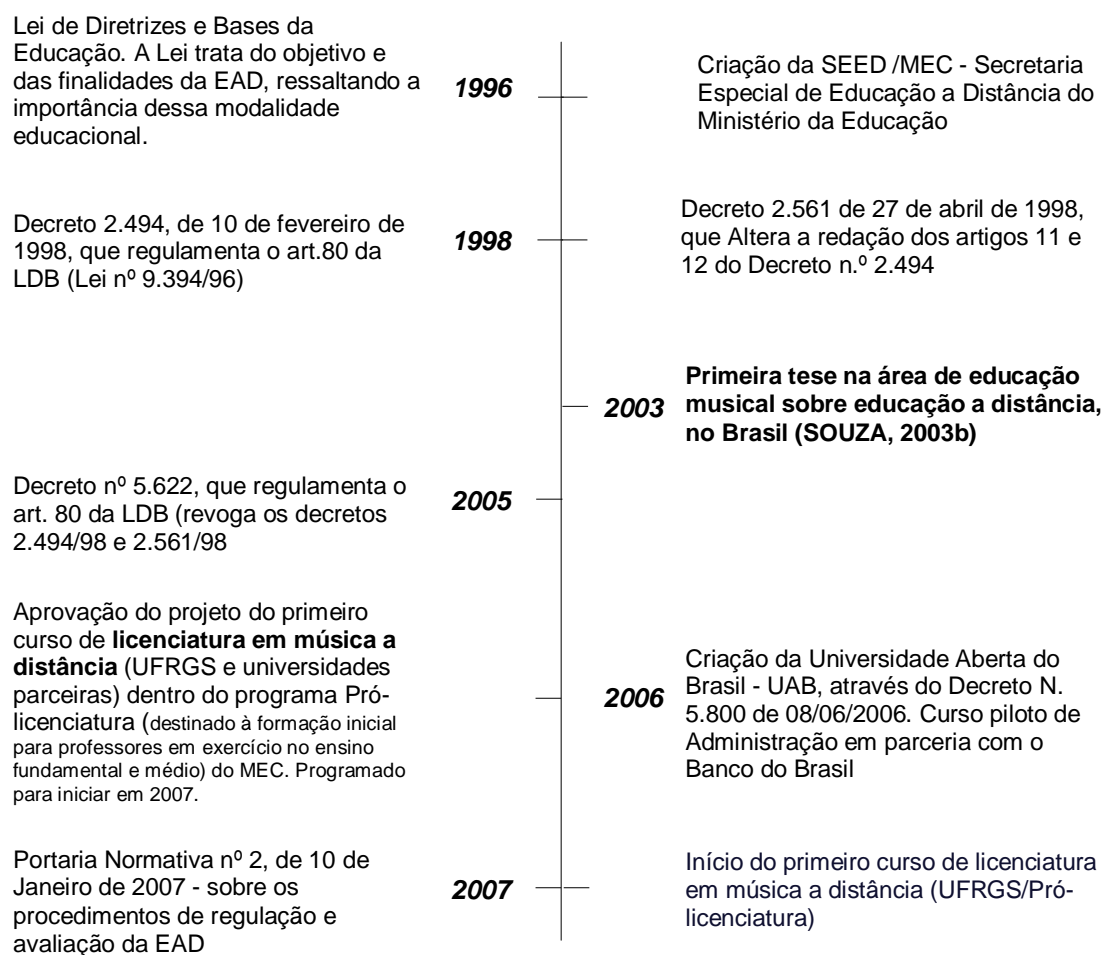 Lei de Diretrizes e Bases da
Educação. A Lei trata do objetivo e
das finalidades da EAD, ressaltando a
importância dessa modalidade
educacional.
1996
Criação da SEED /MEC - Secretaria
Especial de Educação a Distância do
Ministério da Educação
Decreto 2.494, de 10 de fevereiro de
1998, que regulamenta o art.80 da
LDB (Lei nº 9.394/96)
1998
Decreto 2.561 de 27 de abril de 1998,
que Altera a redação dos artigos 11 e
12 do Decreto n.º 2.494
2003
Primeira tese na área de educação
musical sobre educação a distância,
no Brasil (SOUZA, 2003b)
Decreto nº 5.622, que regulamenta o
art. 80 da LDB (revoga os decretos
2.494/98 e 2.561/98
2005
Aprovação do projeto do primeiro
curso de licenciatura em música a
distância (UFRGS e universidades
parceiras) dentro do programa Pró-
licenciatura (destinado à formação inicial
para professores em exercício no ensino
fundamental e médio) do MEC. Programado
para iniciar em 2007.
2006
Criação da Universidade Aberta do
Brasil - UAB, através do Decreto N.
5.800 de 08/06/2006. Curso piloto de
Administração em parceria com o
Banco do Brasil
Portaria Normativa nº 2, de 10 de
Janeiro de 2007 - sobre os
procedimentos de regulação e
avaliação da EAD
2007
Início do primeiro curso de licenciatura
em música a distância (UFRGS/Pró-
licenciatura)